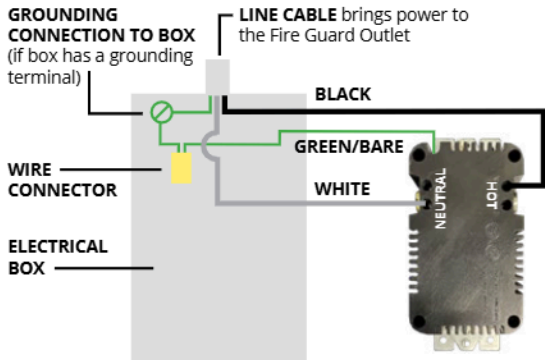 GROUNDING
CONNECTION TO BOX
(if box has a grounding
terminal)
LINE CABLE brings power to
the Fire Guard Outlet
BLACK
GREEN/BARE
WIRE
CONNECTOR
WHITE
NEUTRAL
HOT
ELECTRICAL
BOX